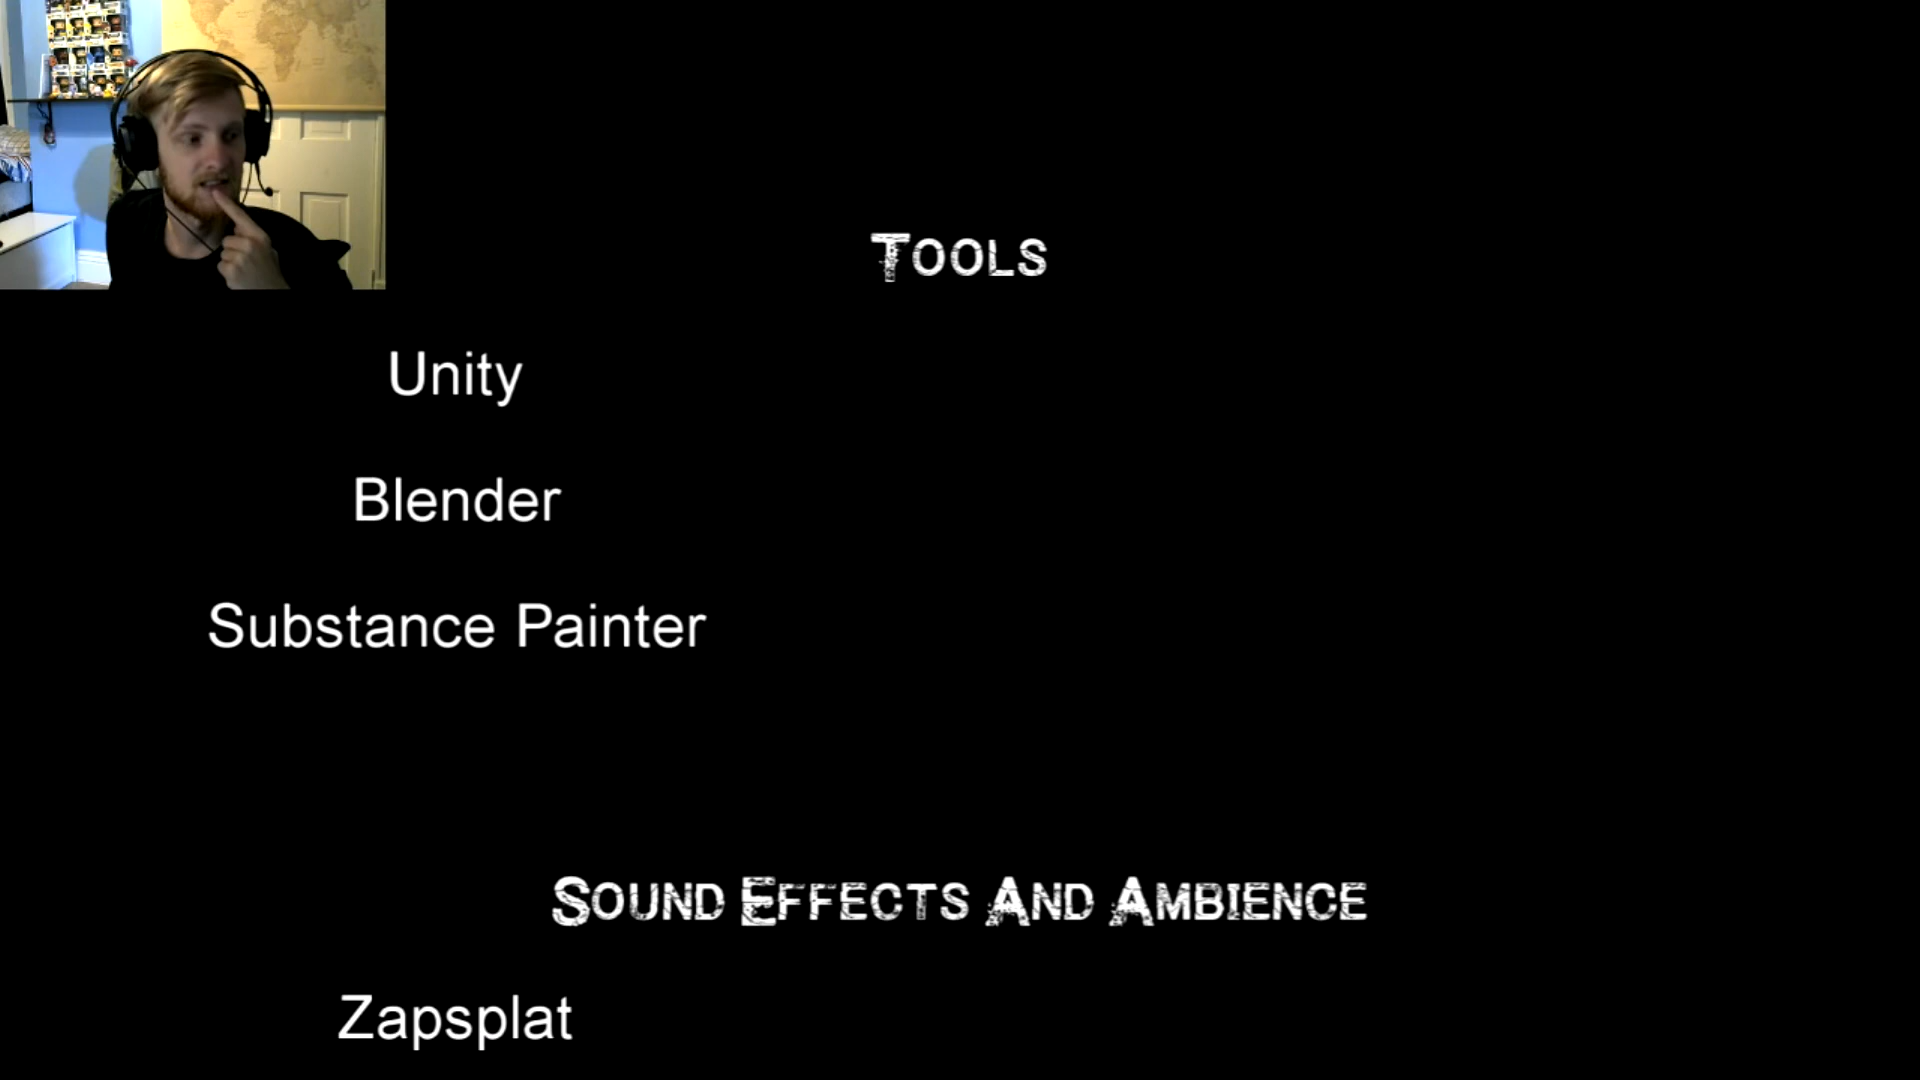 Tools
Unity
Blender
Substance Painter
Sound Effects And Ambience
Zapsplat